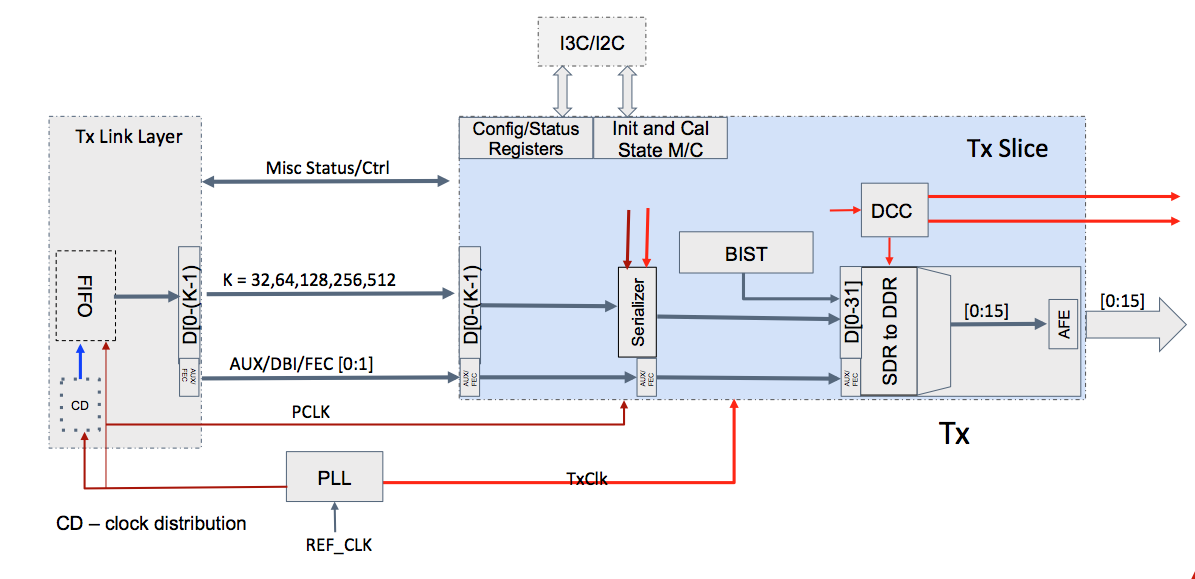 I3C/I2C
Tx Link Layer
Config/Status
Registers
Init and Cal
State M/C
Tx Slice
Misc Status/Ctrl
DCC
BIST
FIFO
D[0-(K-1)
K = 32,64,128,256,512
D[0-(K-1)
Serializer
D[0-31]
SDR to DDR
[0:15]
AFE
[0:15]
AUX/
FEC
AUX/DBI/FEC [0:1]
AUX/
FEC
AUX/
FEC
AUX/
FEC
CD
PCLK
Tx
PLL
TxClk
CD – clock distribution
REF_CLK